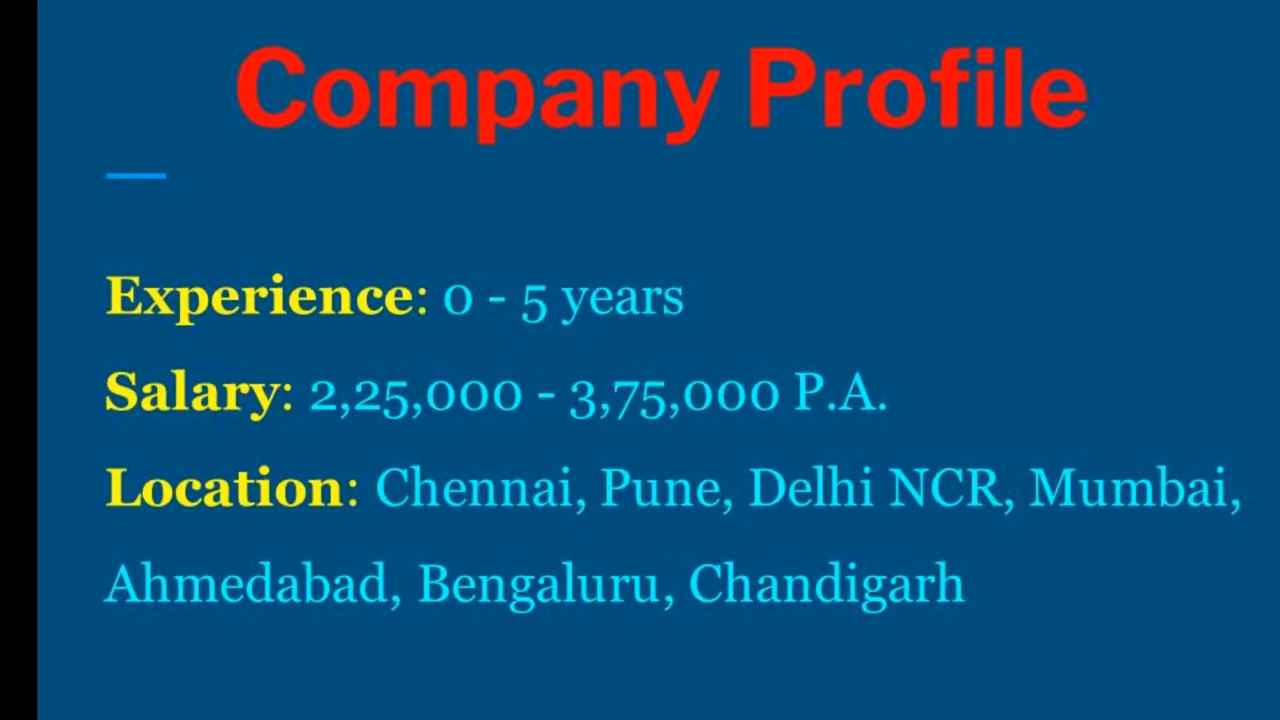 Company Profile
Experience: 0 - 5 years
Salary: 2,25,000 - 3,75,000 P.A.
Location: Chennai, Pune, Delhi NCR, Mumbai,
Ahmedabad, Bengaluru, Chandigarh